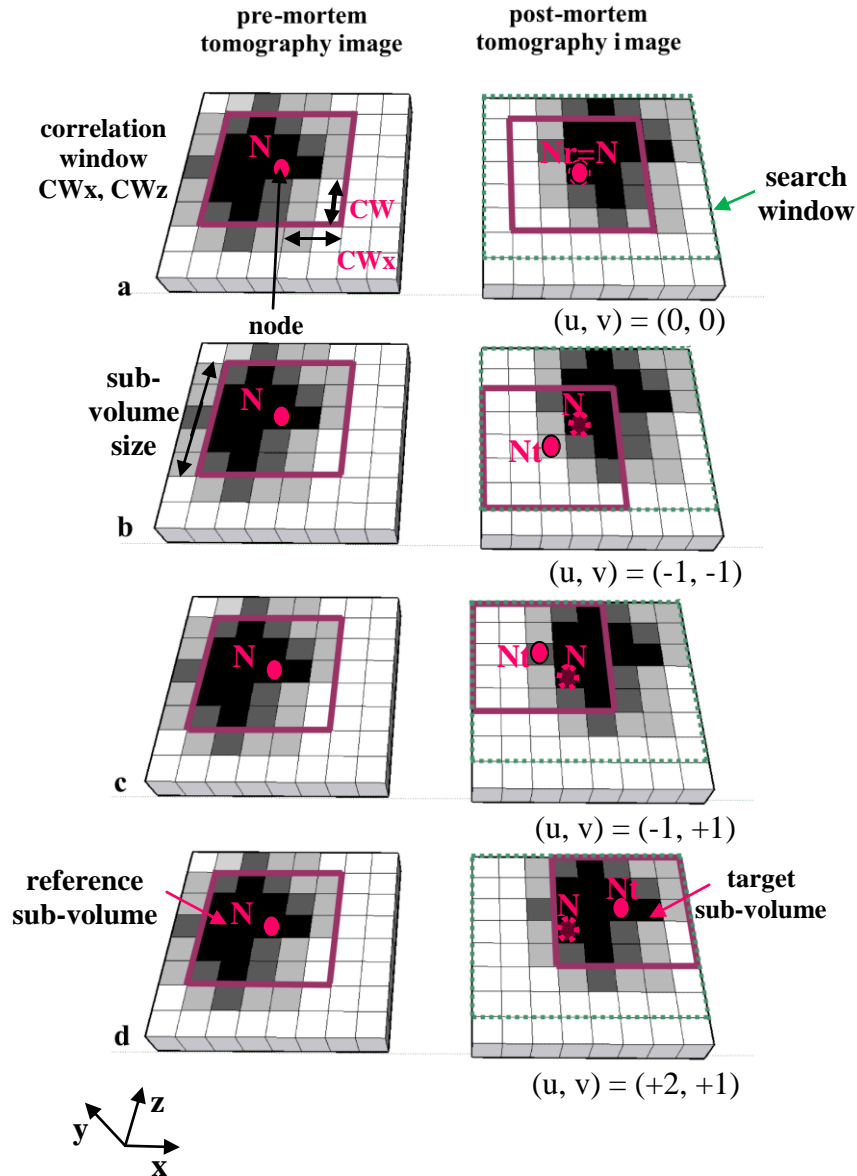 pre-mortem
tomography image
post-mortem
tomography image
correlation
window
CWx, CWz
N
CW
CWx
Nr=N
search
window
a
node
(u, v) = (0, 0)
sub-
volume
size
N
N
Nt
b
(u, v) = (-1, -1)
N
Nt
N
c
(u, v) = (-1, +1)
reference
sub-volume
N
N
Nt
target
sub-volume
d
(u, v) = (+2, +1)
z
y
x